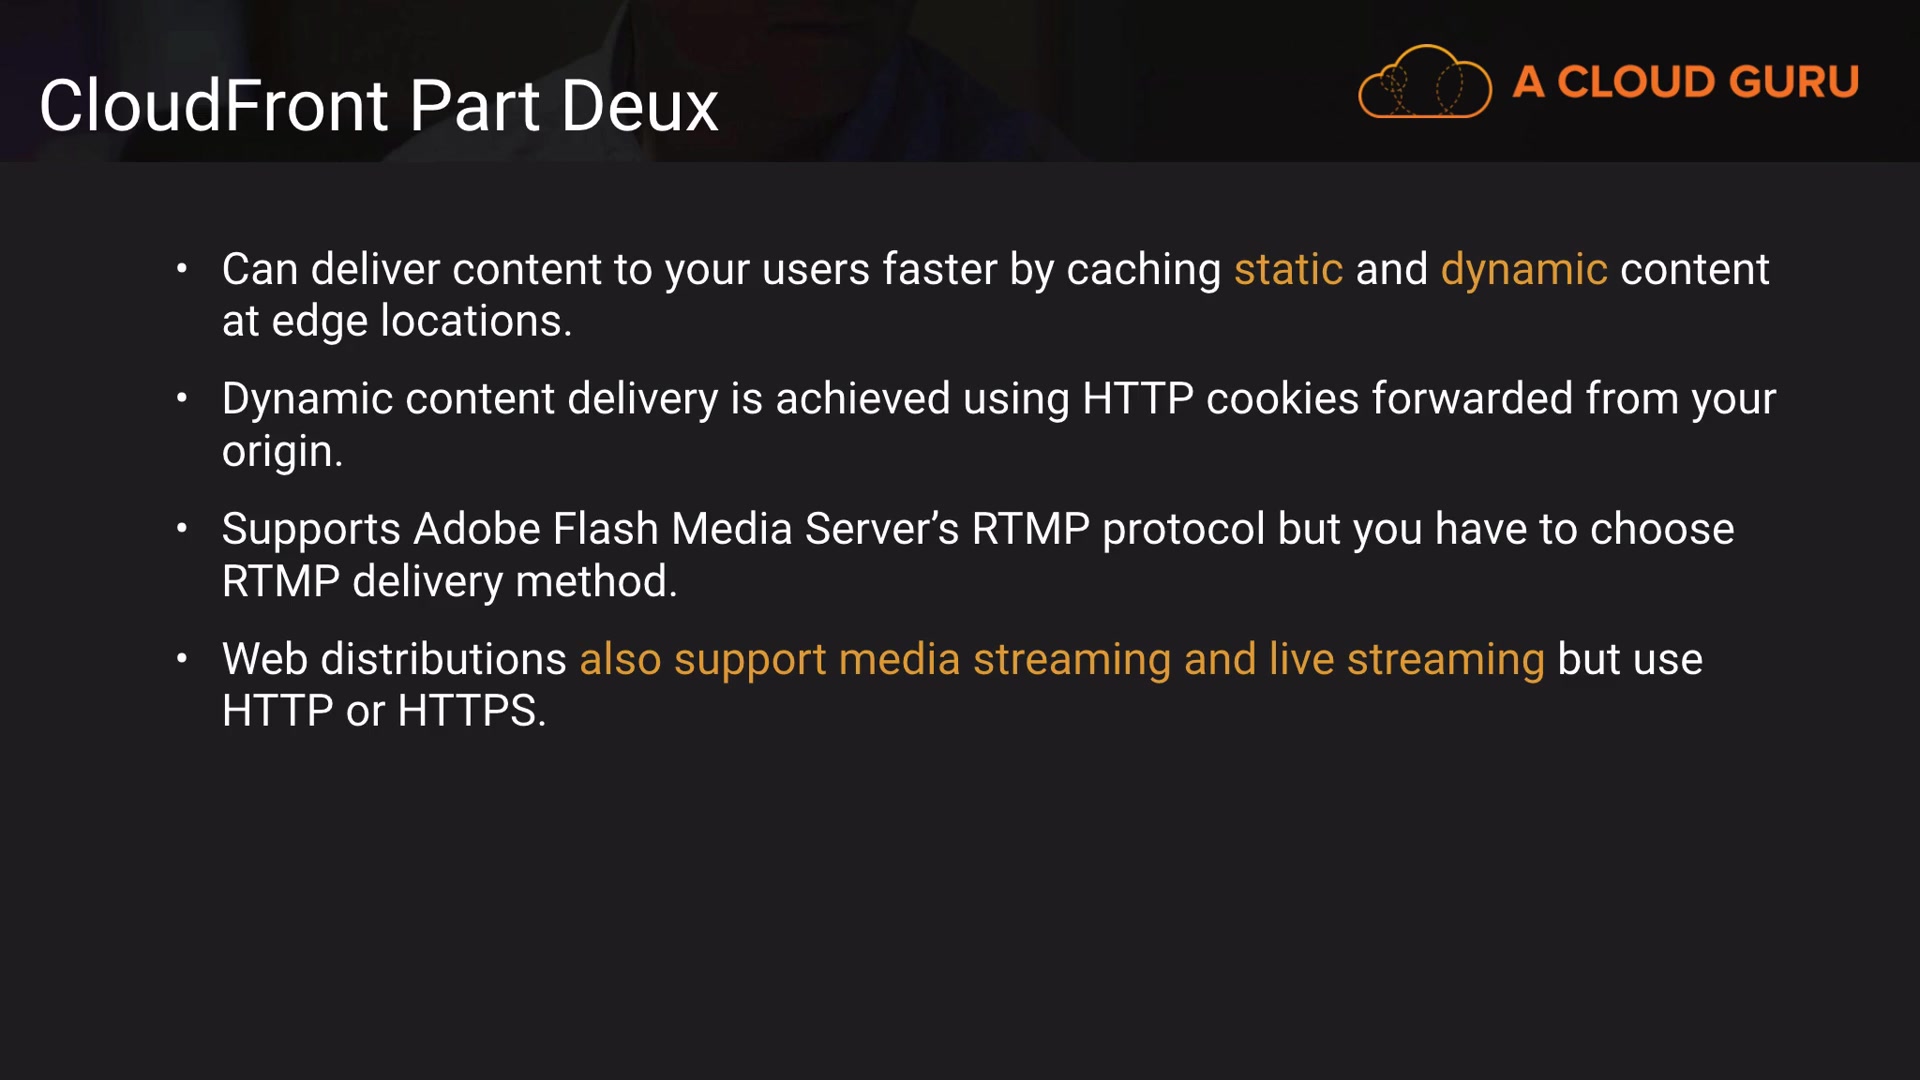 CloudFront Part Deux
A CLOUD GURU
• Can deliver content to your users faster by caching static and dynamic content
at edge locations.
• Dynamic content delivery is achieved using HTTP cookies forwarded from your
origin.
• Supports Adobe Flash Media Server’s RTMP protocol but you have to choose
RTMP delivery method.
• Web distributions also support media streaming and live streaming but use
HTTP or HTTPS.